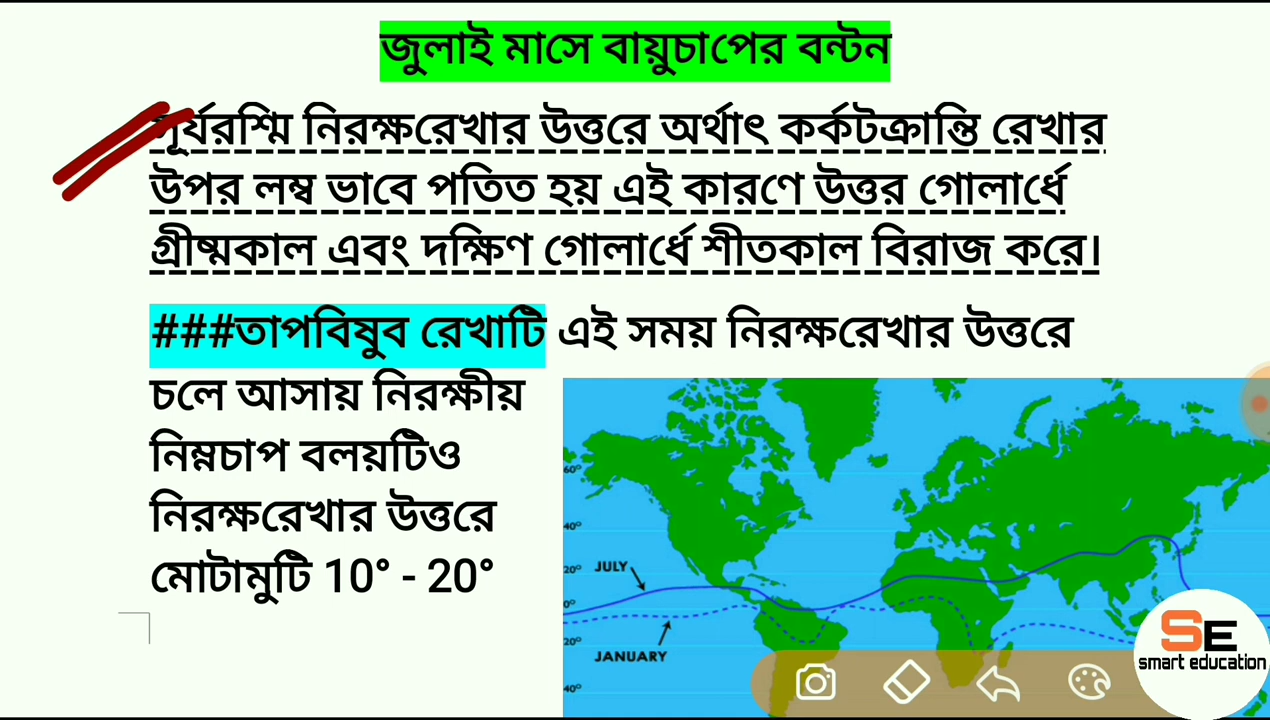 জুলাই মাসে বায়ুচাপের বন্টন
সূর্যরশ্মি নিরক্ষরেখার উত্তরে অর্থাৎ কর্কটক্রান্তি রেখার
উপর লম্ব ভাবে পতিত হয় এই কারণে উত্তর গোলার্ধে
গ্রীষ্মকাল এবং দক্ষিণ গোলার্ধে শীতকাল বিরাজ করে।
###তাপবিষুব রেখাটি এই সময় নিরক্ষরেখার উত্তরে
চলে আসায় নিরক্ষীয়
নিম্নচাপ বলয়টিও
নিরক্ষরেখার উত্তরে
মোটামুটি 10° - 20°
60°
40°
20°
JULY
0°
20°
JANUARY
40°
SE
smart education